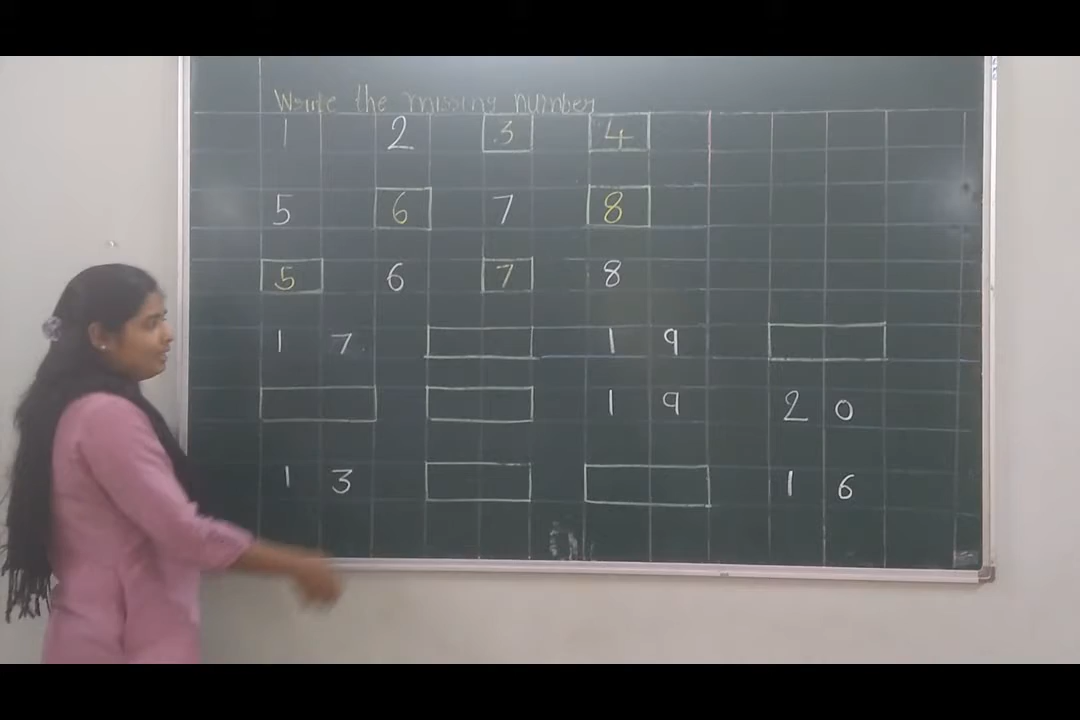 Write the missing number
1 2 3 4
5 6 7 8
5 6 7 8
17 19
19 20
13 16